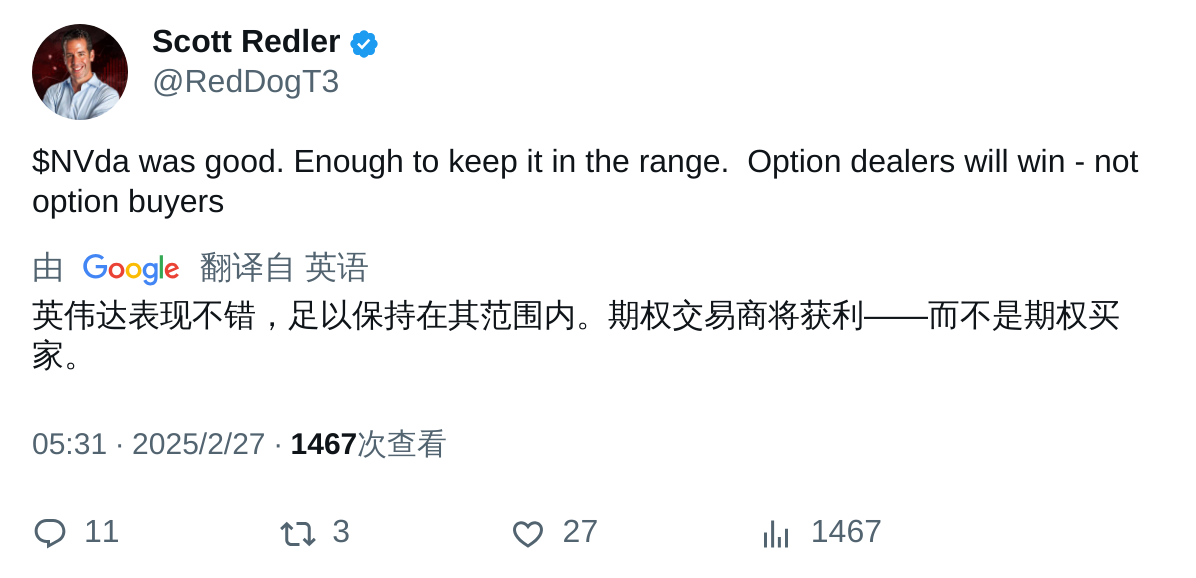 Scott Redler
@RedDogT3
$NVda was good. Enough to keep it in the range.  Option dealers will win - not
option buyers
由 Google 翻译自 英语
英伟达表现不错，足以保持在其范围内。期权交易商将获利——而不是期权买
家。
05:31 · 2025/2/27 · 1467次查看
11 3 27 1467